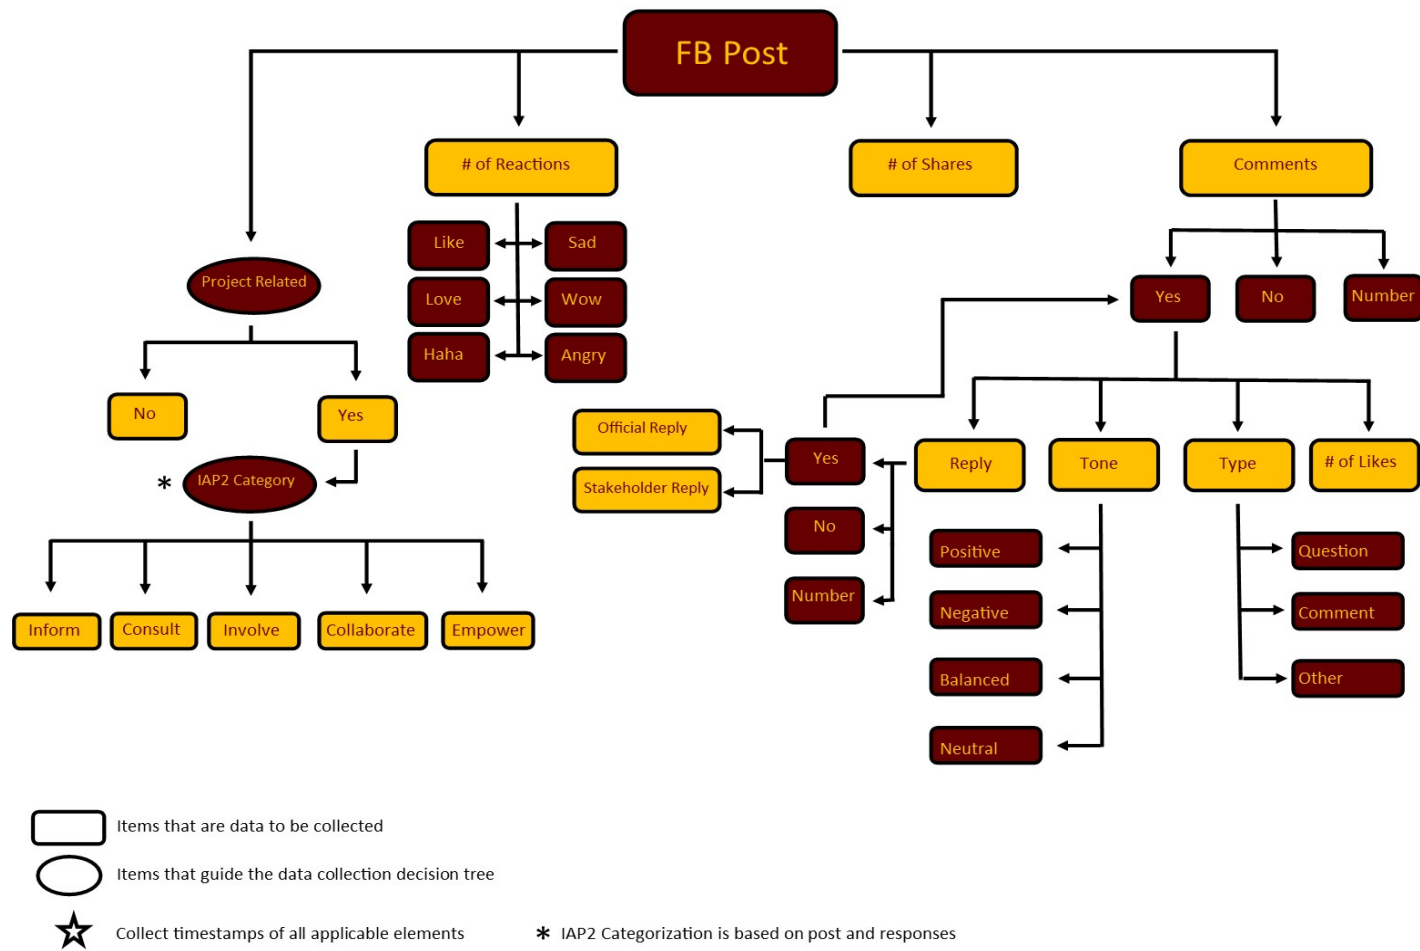 FB Post
# of Reactions
# of Shares
Comments
Like
Sad
Project Related
Love
Wow
Yes
No
Number
Haha
Angry
No
Yes
Official Reply
Yes
Reply
Tone
Type
# of Likes
* IAP2 Category
Stakeholder Reply
No
Positive
Question
Number
Negative
Comment
Inform
Consult
Involve
Collaborate
Empower
Balanced
Other
Neutral
Items that are data to be collected
Items that guide the data collection decision tree
Collect timestamps of all applicable elements
* IAP2 Categorization is based on post and responses